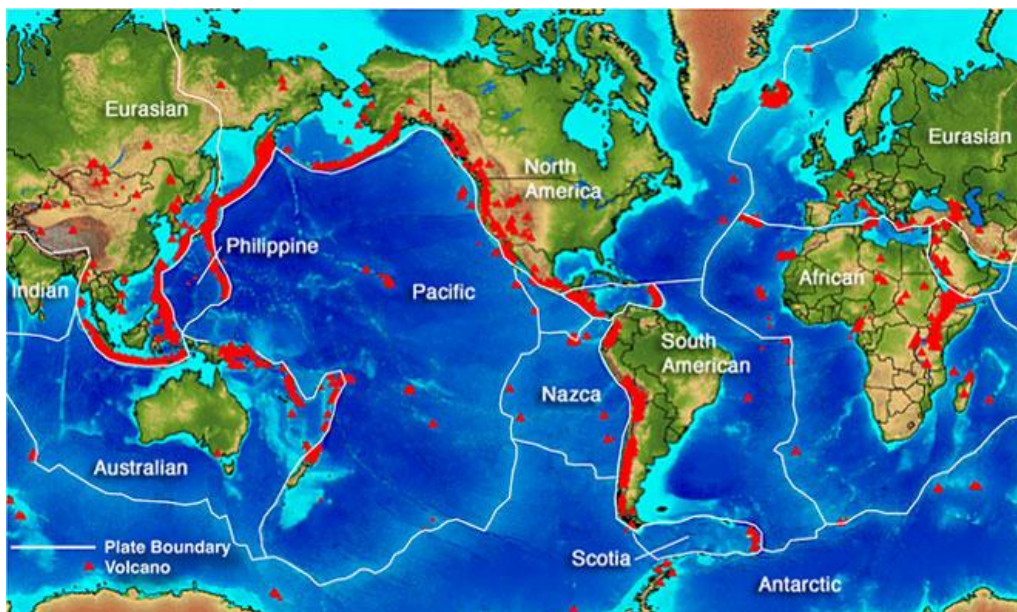 Eurasian
Eurasian
North
America
Philippine
Indian
Pacific
African
South
American
Nazca
Australian
Plate Boundary
Volcano
Scotia
Antarctic